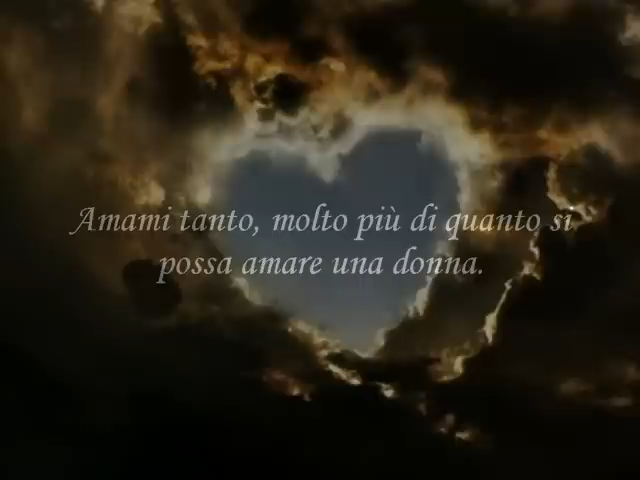 Amami tanto, molto più di quanto si
possa amare una donna.